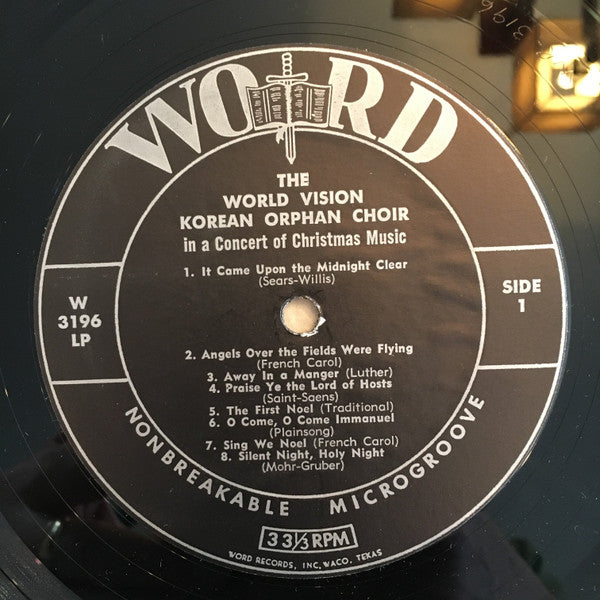 3196
WORD
THE
WORLD VISION
KOREAN ORPHAN CHOIR
in a Concert of Christmas Music
1. It Came Upon the Midnight Clear
(Sears-Willis)
W
3196
LP
SIDE
1
2. Angels Over the Fields Were Flying
(French Carol)
3. Away In a Manger (Luther)
4. Praise Ye the Lord of Hosts
(Saint-Saens)
5. The First Noel (Traditional)
6. O Come, O Come Immanuel
(Plainsong)
7. Sing We Noel (French Carol)
8. Silent Night, Holy Night
(Mohr-Gruber)
NONBREAKABLE MICROGROOVE
33⅓ RPM
WORD RECORDS, INC., WACO, TEXAS